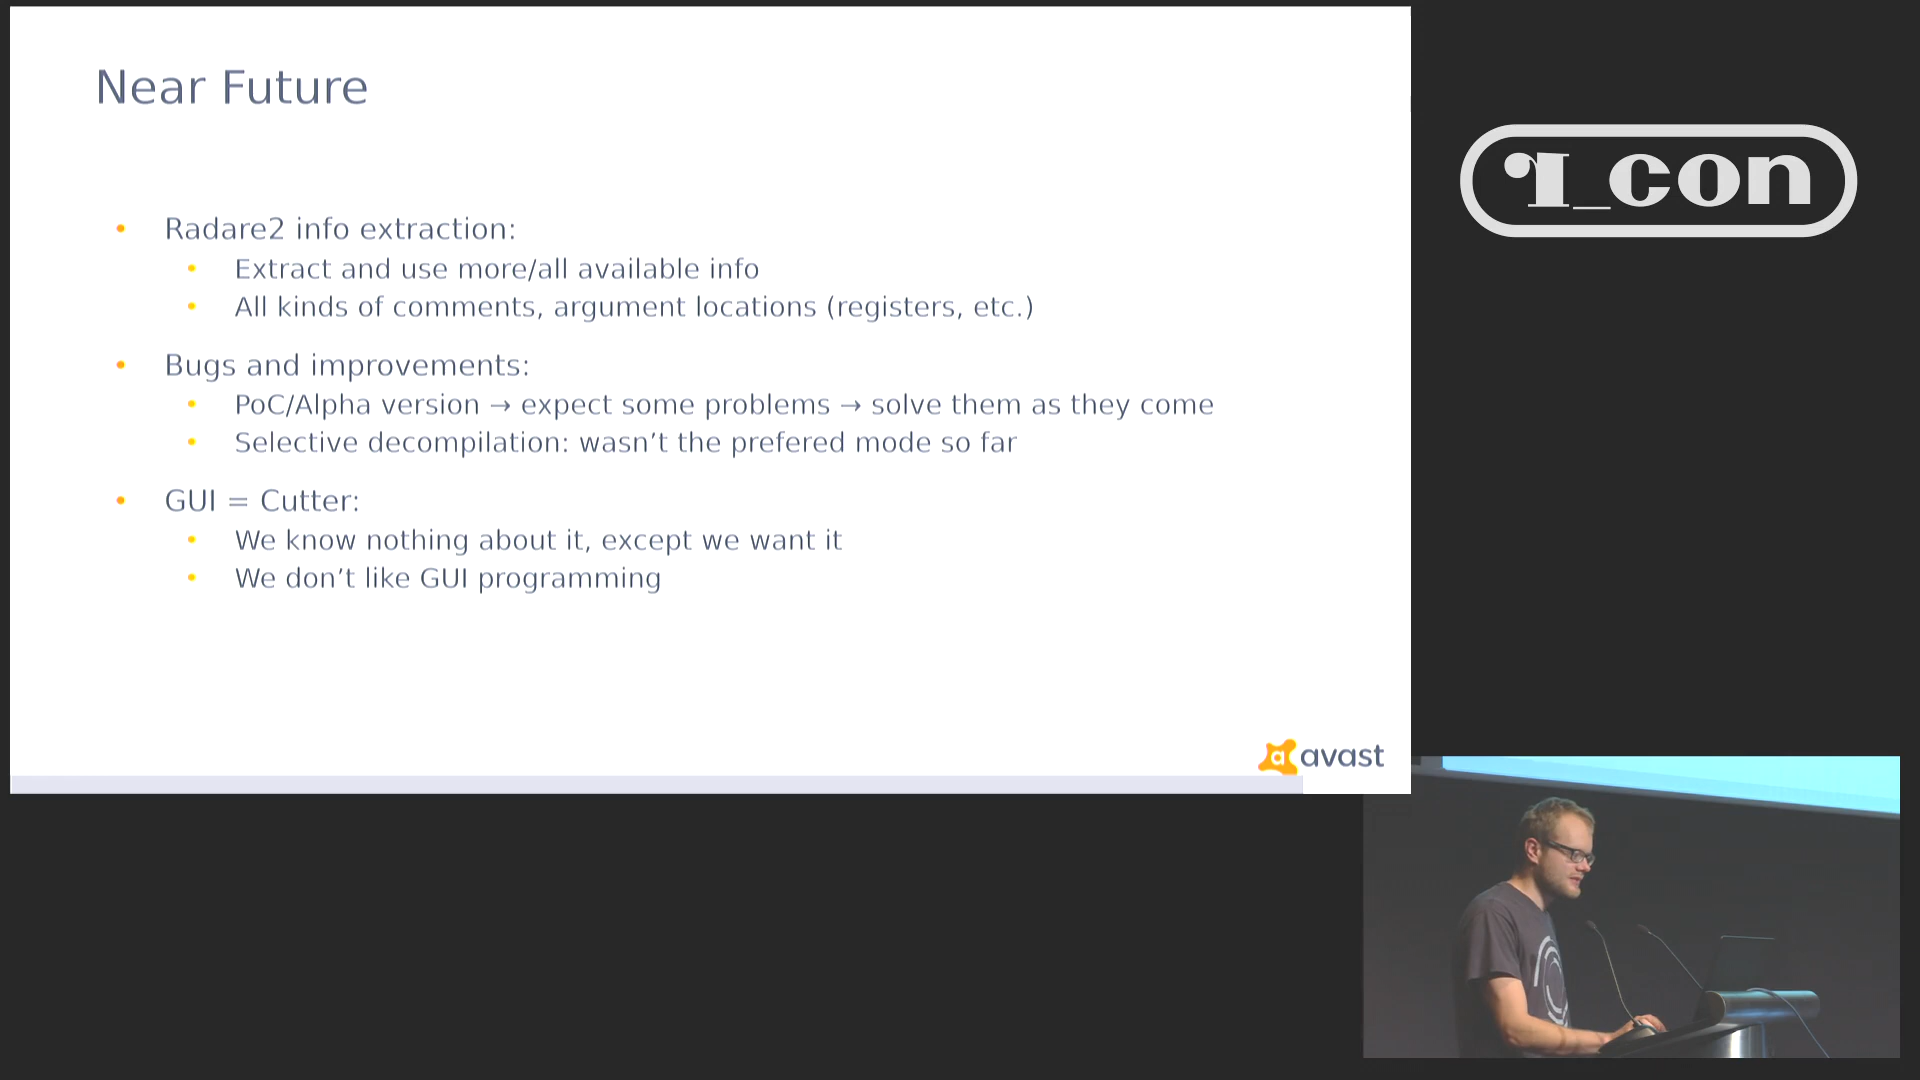 Near Future
r_con
Radare2 info extraction:
Extract and use more/all available info
All kinds of comments, argument locations (registers, etc.)
Bugs and improvements:
PoC/Alpha version → expect some problems → solve them as they come
Selective decompilation: wasn’t the prefered mode so far
GUI = Cutter:
We know nothing about it, except we want it
We don’t like GUI programming
avast